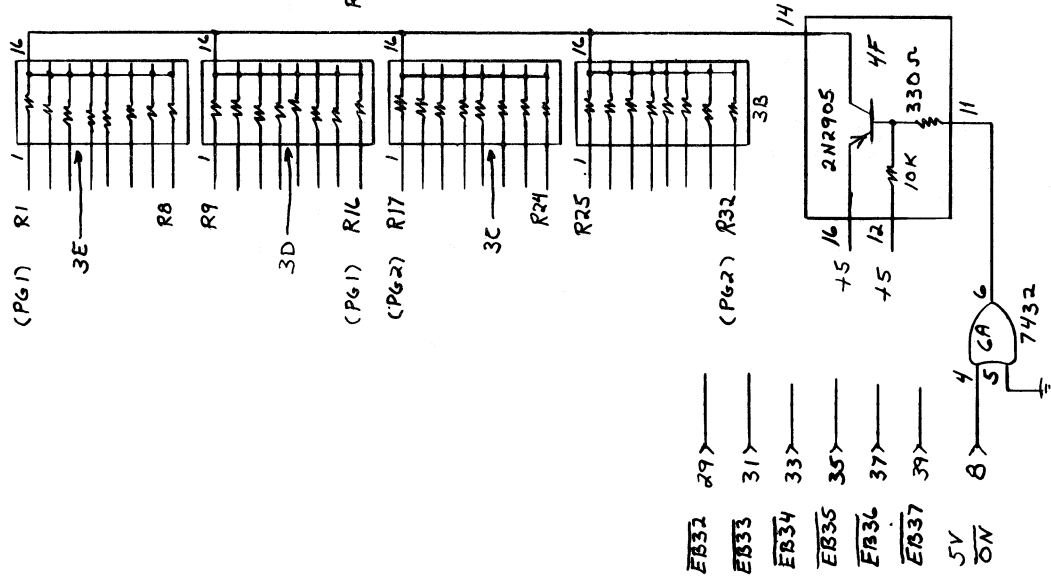 16
1
(PG1) R1
3E
R8
16
1
R9
3D
(PG1) R16
16
1
(PG2) R17
3C
R24
16
1
R25
3B
(PG2) R32
14
4F
2N2905
330Ω
11
10K
16
+5
12
+5
6
6A
7432
4
5
EB32 29
EB33 31
EB34 33
EB35 35
EB36 37
EB37 39
5V ON 8